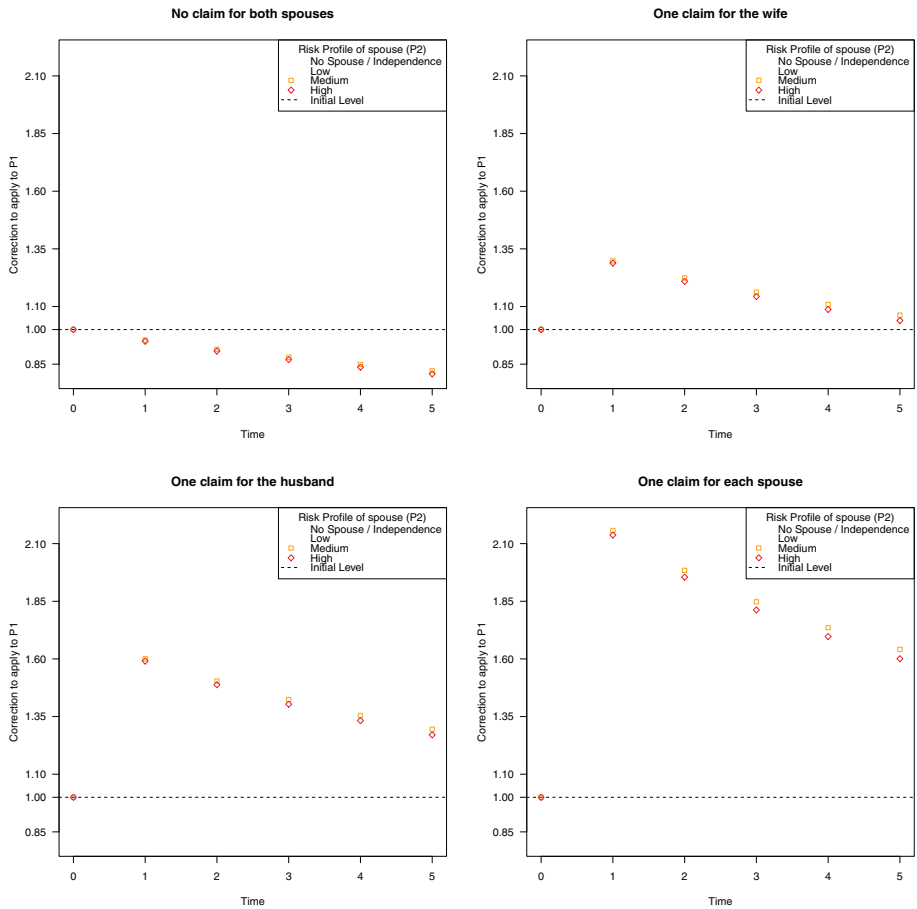 No claim for both spouses
Risk Profile of spouse (P2)
No Spouse / Independence
Low
Medium
High
Initial Level
Correction to apply to P1
2.10
1.85
1.60
1.35
1.10
1.00
0.85
0 1 2 3 4 5
Time
One claim for the wife
Risk Profile of spouse (P2)
No Spouse / Independence
Low
Medium
High
Initial Level
Correction to apply to P1
2.10
1.85
1.60
1.35
1.10
1.00
0.85
0 1 2 3 4 5
Time
One claim for the husband
Risk Profile of spouse (P2)
No Spouse / Independence
Low
Medium
High
Initial Level
Correction to apply to P1
2.10
1.85
1.60
1.35
1.10
1.00
0.85
0 1 2 3 4 5
Time
One claim for each spouse
Risk Profile of spouse (P2)
No Spouse / Independence
Low
Medium
High
Initial Level
Correction to apply to P1
2.10
1.85
1.60
1.35
1.10
1.00
0.85
0 1 2 3 4 5
Time